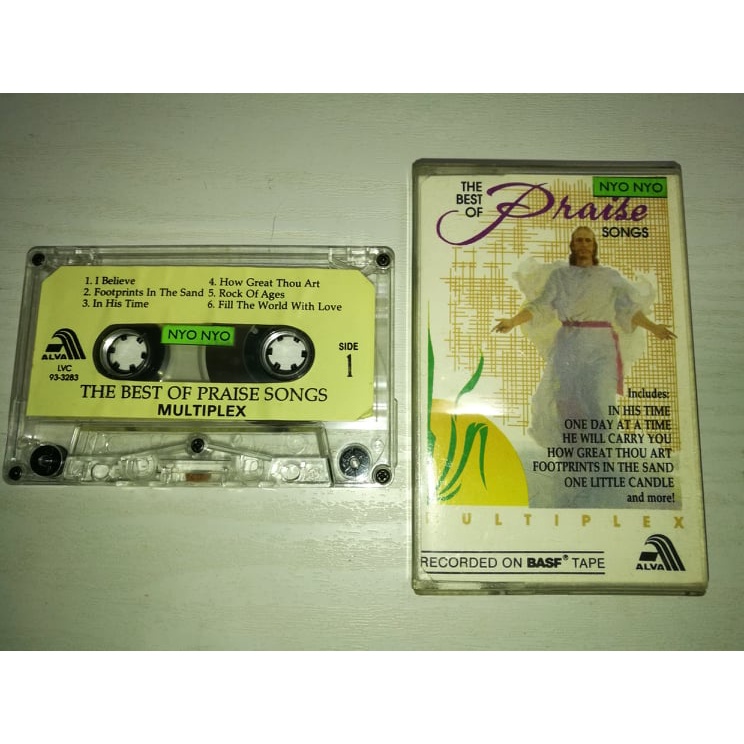 1. I Believe
2. Footprints In The Sand
3. In His Time
4. How Great Thou Art
5. Rock Of Ages
6. Fill The World With Love
NYO NYO
SIDE
1
ALVA
LVC
93-3283
THE BEST OF PRAISE SONGS
MULTIPLEX
NYO NYO
THE
BEST
OF
Praise
SONGS
Includes:
IN HIS TIME
ONE DAY AT A TIME
HE WILL CARRY YOU
HOW GREAT THOU ART
FOOTPRINTS IN THE SAND
ONE LITTLE CANDLE
and more!
MULTIPLEX
RECORDED ON BASF® TAPE
ALVA